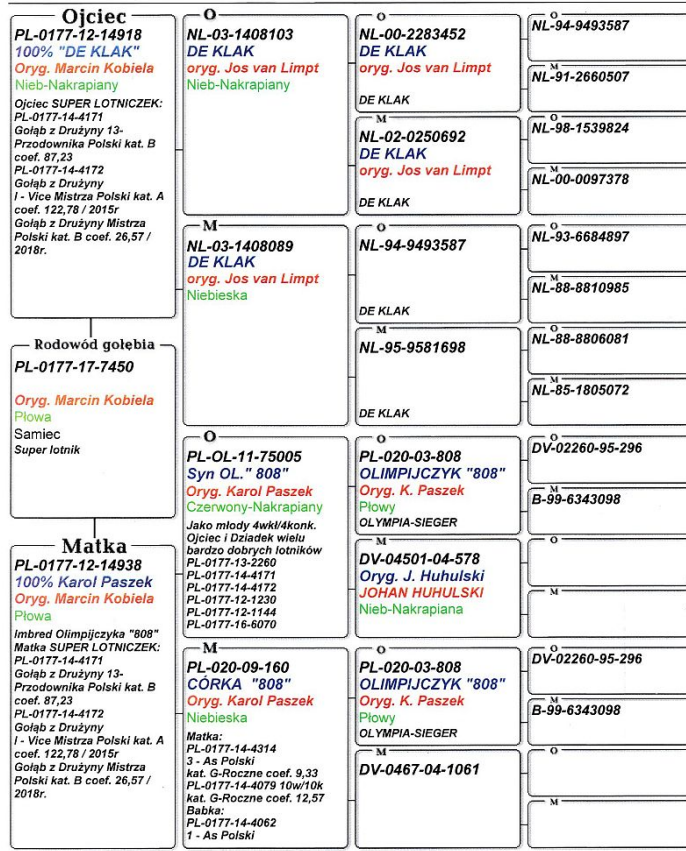 Ojciec
PL-0177-12-14918
100% "DE KLAK"
Oryg. Marcin Kobiela
Nieb-Nakrapiany
Ojciec SUPER LOTNICZEK:
PL-0177-14-4171
Gołąb z Drużyny 13-
Przodownika Polski kat. B
coef. 87,23
PL-0177-14-4172
Gołąb z Drużyny
I - Vice Mistrza Polski kat. A
coef. 122,78 / 2015r
Gołąb z Drużyny Mistrza
Polski kat. B coef. 26,57 /
2018r.
Rodowód gołębia
PL-0177-17-7450
Oryg. Marcin Kobiela
Płowa
Samiec
Super lotnik
Matka
PL-0177-12-14938
100% Karol Paszek
Oryg. Marcin Kobiela
Płowa
Imbred Olimpijczyka "808"
Matka SUPER LOTNICZEK:
PL-0177-14-4171
Gołąb z Drużyny 13-
Przodownika Polski kat. B
coef. 87,23
PL-0177-14-4172
Gołąb z Drużyny
I - Vice Mistrza Polski kat. A
coef. 122,78 / 2015r
Gołąb z Drużyny Mistrza
Polski kat. B coef. 26,57 /
2018r.
O
NL-03-1408103
DE KLAK
oryg. Jos van Limpt
Nieb-Nakrapiany
M
NL-03-1408089
DE KLAK
oryg. Jos van Limpt
Niebieska
O
PL-OL-11-75005
Syn OL." 808"
Oryg. Karol Paszek
Czerwony-Nakrapiany
Jako młody 4wkł/4konk.
Ojciec i Dziadek wielu
bardzo dobrych lotników
PL-0177-13-2260
PL-0177-14-4171
PL-0177-14-4172
PL-0177-12-1230
PL-0177-12-1144
PL-0177-16-6070
M
PL-020-09-160
CÓRKA "808"
Oryg. Karol Paszek
Niebieska
Matka:
PL-0177-14-4314
3 - As Polski
kat. G-Roczne coef. 9,33
PL-0177-14-4079 10w/10k
kat. G-Roczne coef. 12,57
Babka:
PL-0177-14-4062
1 - As Polski
O
NL-00-2283452
DE KLAK
oryg. Jos van Limpt
DE KLAK
M
NL-02-0250692
DE KLAK
oryg. Jos van Limpt
DE KLAK
O
NL-94-9493587
DE KLAK
M
NL-95-9581698
DE KLAK
O
PL-020-03-808
OLIMPIJCZYK "808"
Oryg. K. Paszek
Płowy
OLYMPIA-SIEGER
M
DV-04501-04-578
Oryg. J. Huhulski
JOHAN HUHULSKI
Nieb-Nakrapiana
O
PL-020-03-808
OLIMPIJCZYK "808"
Oryg. K. Paszek
Płowy
OLYMPIA-SIEGER
M
DV-0467-04-1061
O
NL-94-9493587
M
NL-91-2660507
O
NL-98-1539824
M
NL-00-0097378
O
NL-93-6684897
M
NL-88-8810985
O
NL-88-8806081
M
NL-85-1805072
O
DV-02260-95-296
M
B-99-6343098
O
M
O
DV-02260-95-296
M
B-99-6343098
O
M